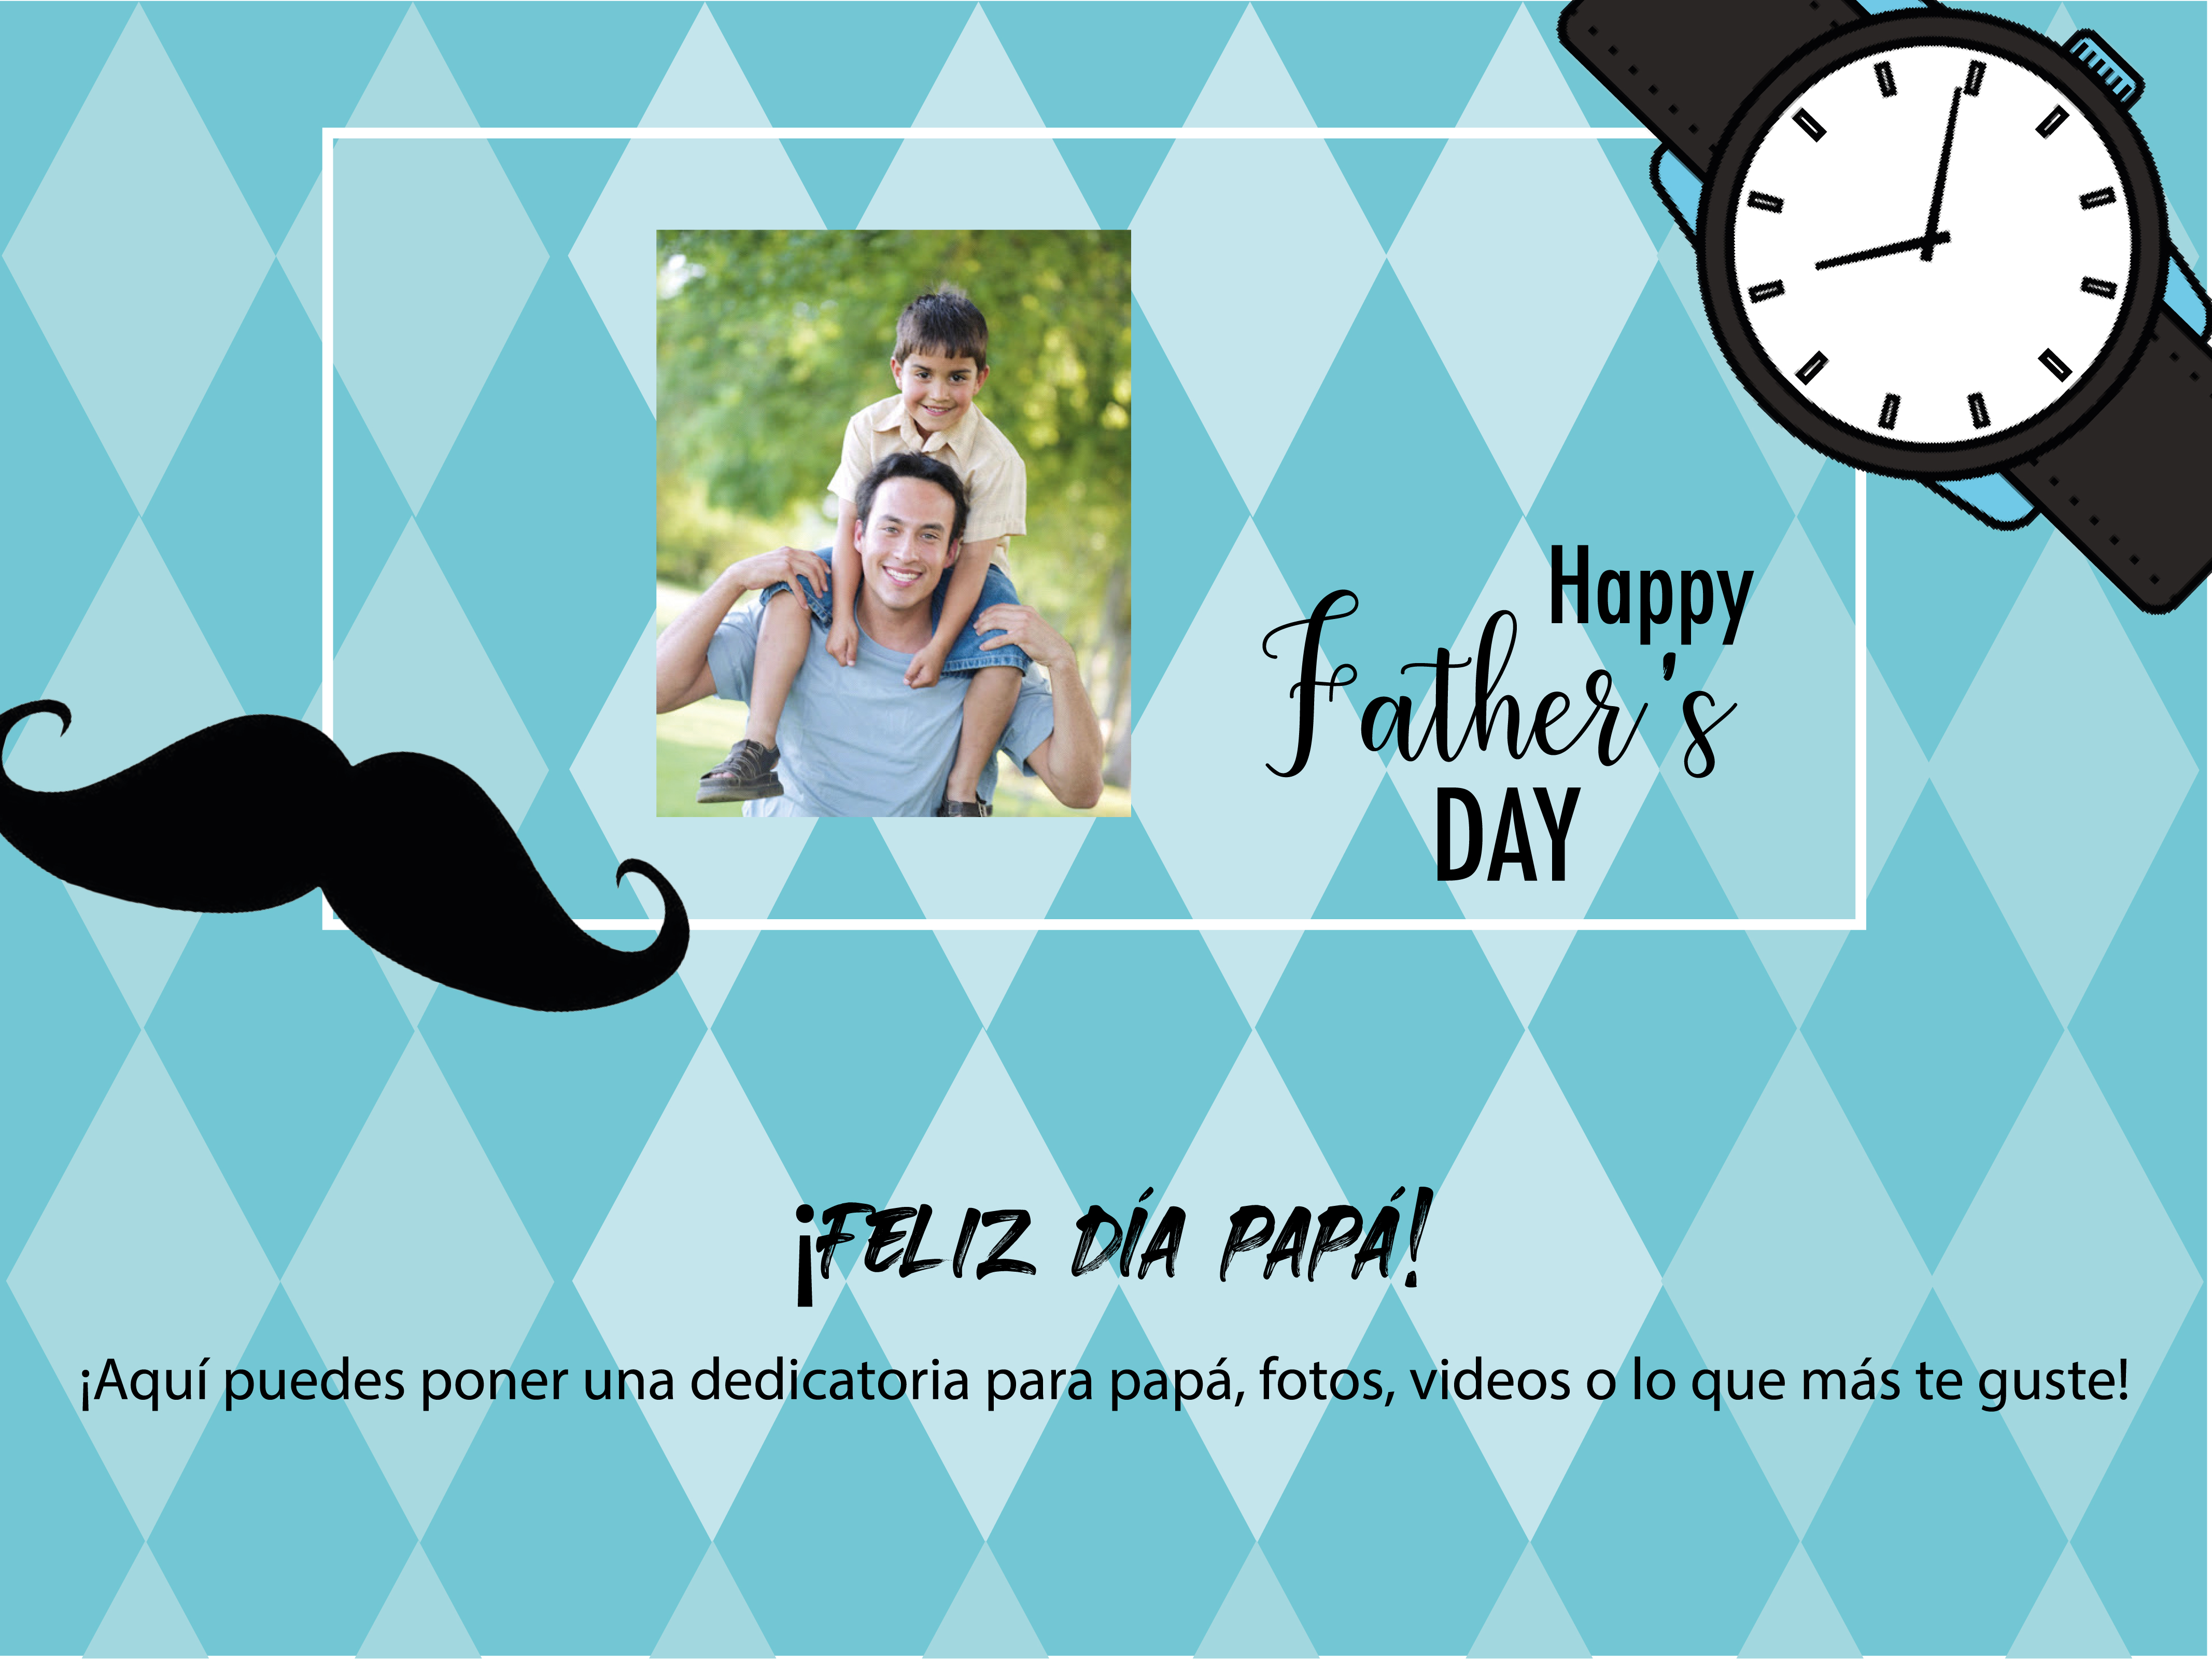 Happy
Father's
DAY
¡FELIZ DÍA PAPÁ!
¡Aquí puedes poner una dedicatoria para papá, fotos, videos o lo que más te guste!